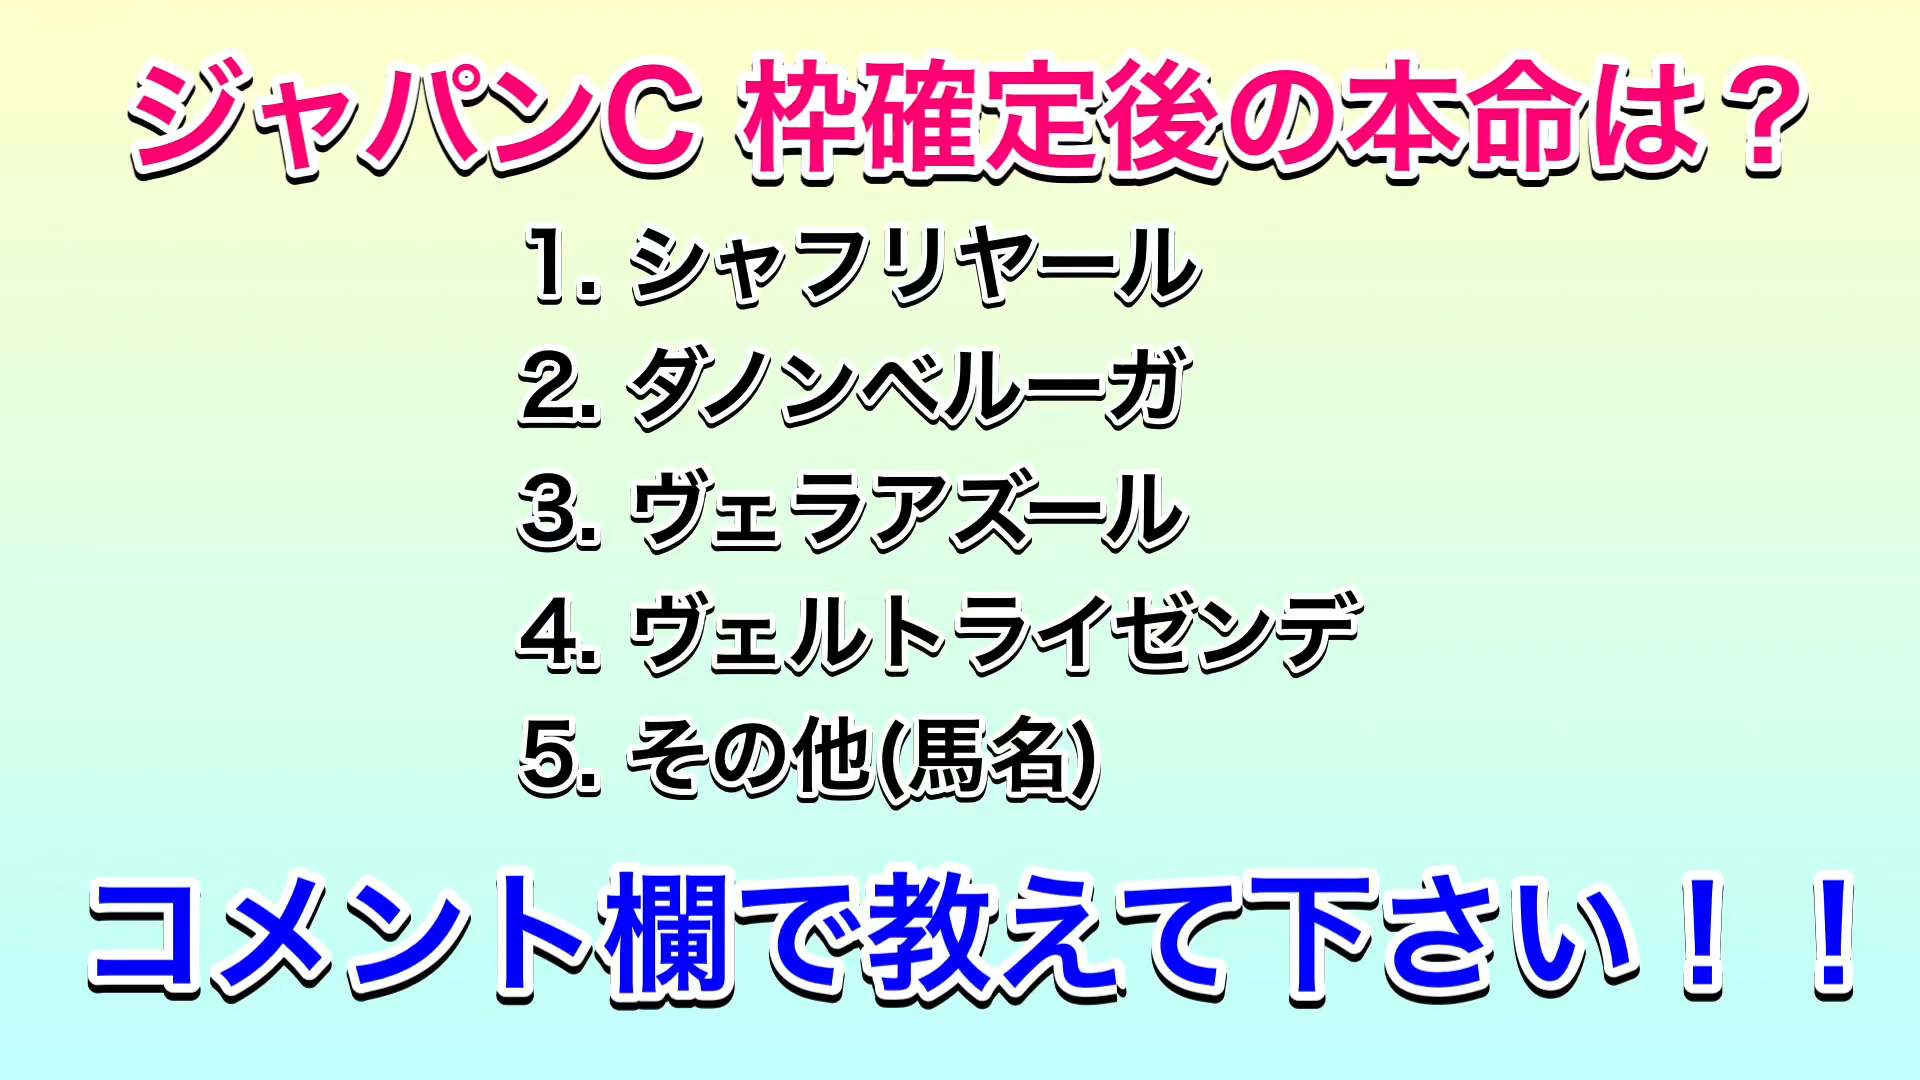 ジャパンC 枠確定後の本命は？
1. シャフリヤール
2. ダノンベルーガ
3. ヴェラアズール
4. ヴェルトライゼンデ
5. その他(馬名)
コメント欄で教えて下さい！！